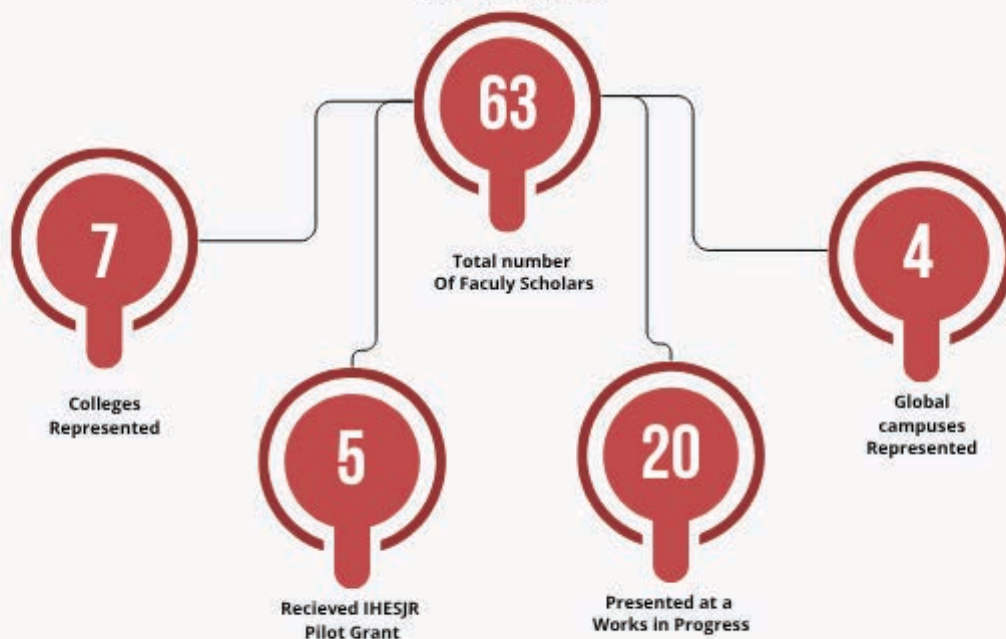 63
Total number
Of Faculy Scholars
7
Colleges
Represented
4
Global
campuses
Represented
5
Recieved IHESJR
Pilot Grant
20
Presented at a
Works in Progress